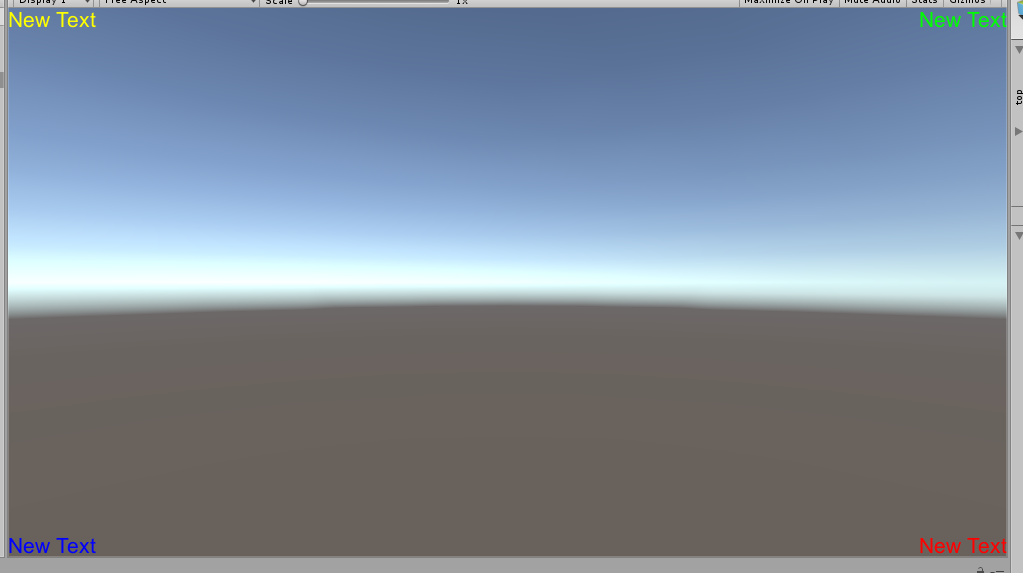 Display 1 Free Aspect Scale 1x Maximize On Play Mute Audio Stats Gizmos
New Text New Text
top
New Text New Text